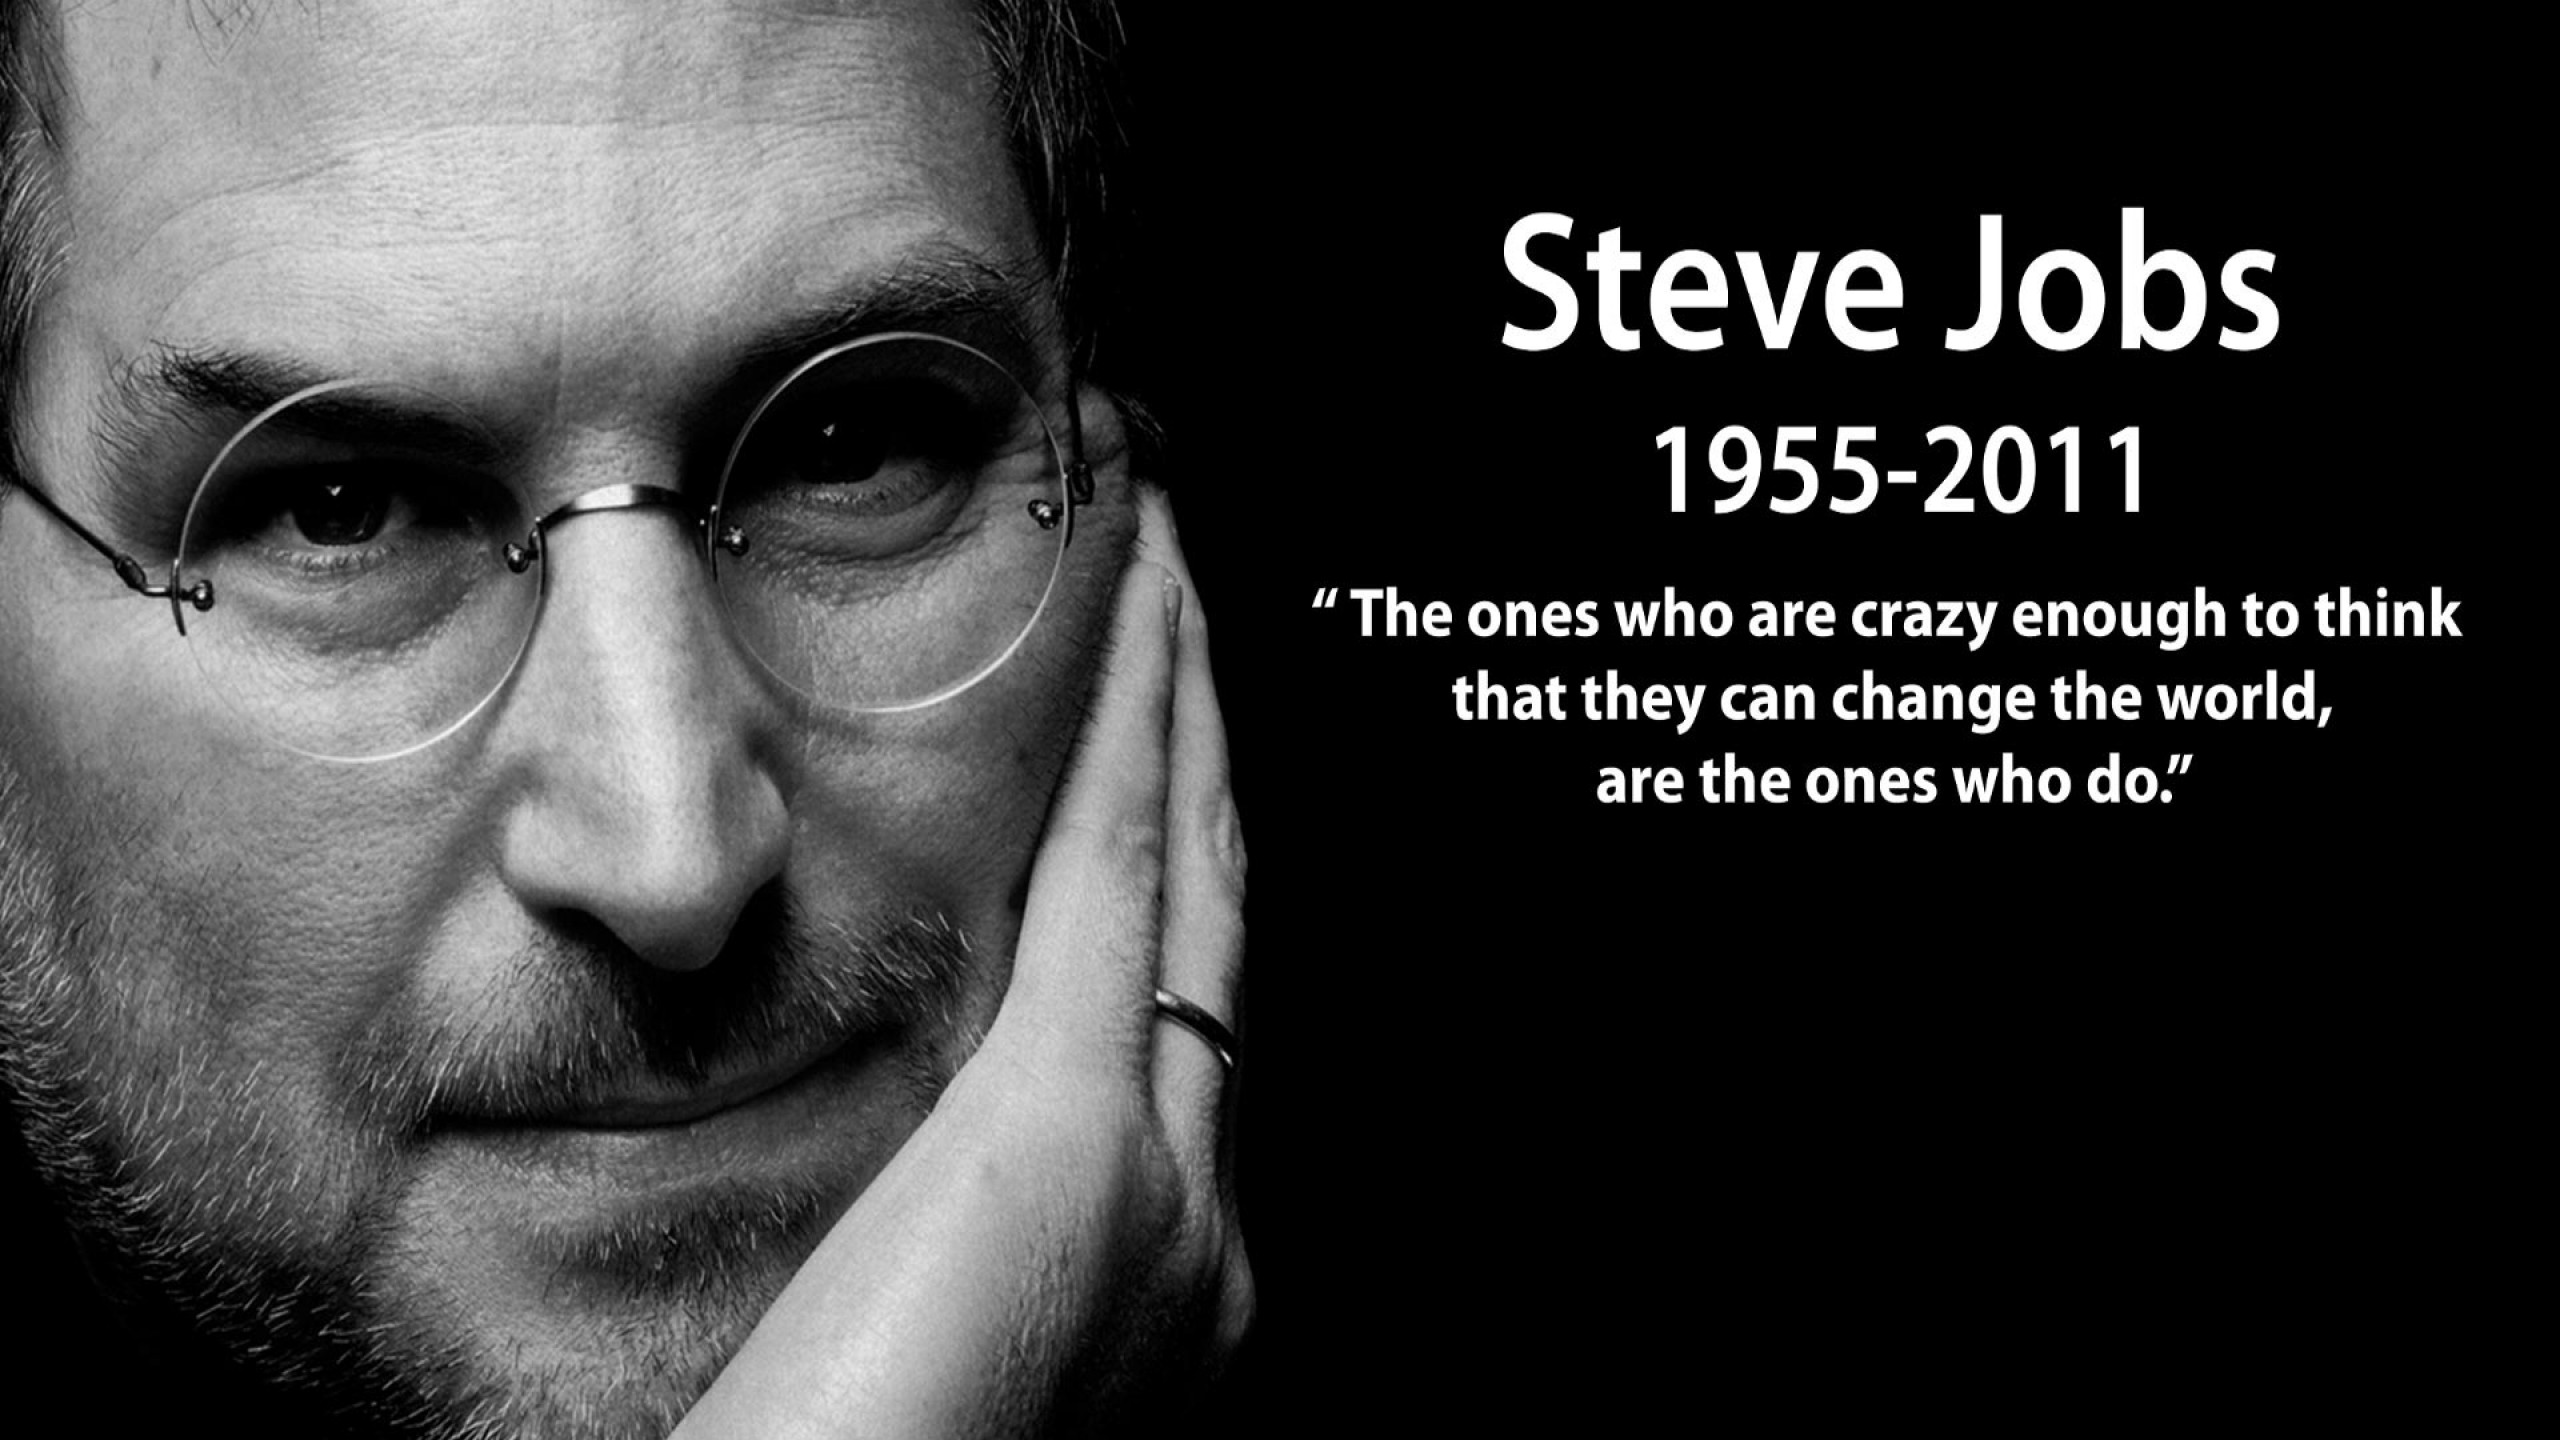 Steve Jobs
1955-2011
“ The ones who are crazy enough to think
that they can change the world,
are the ones who do.”